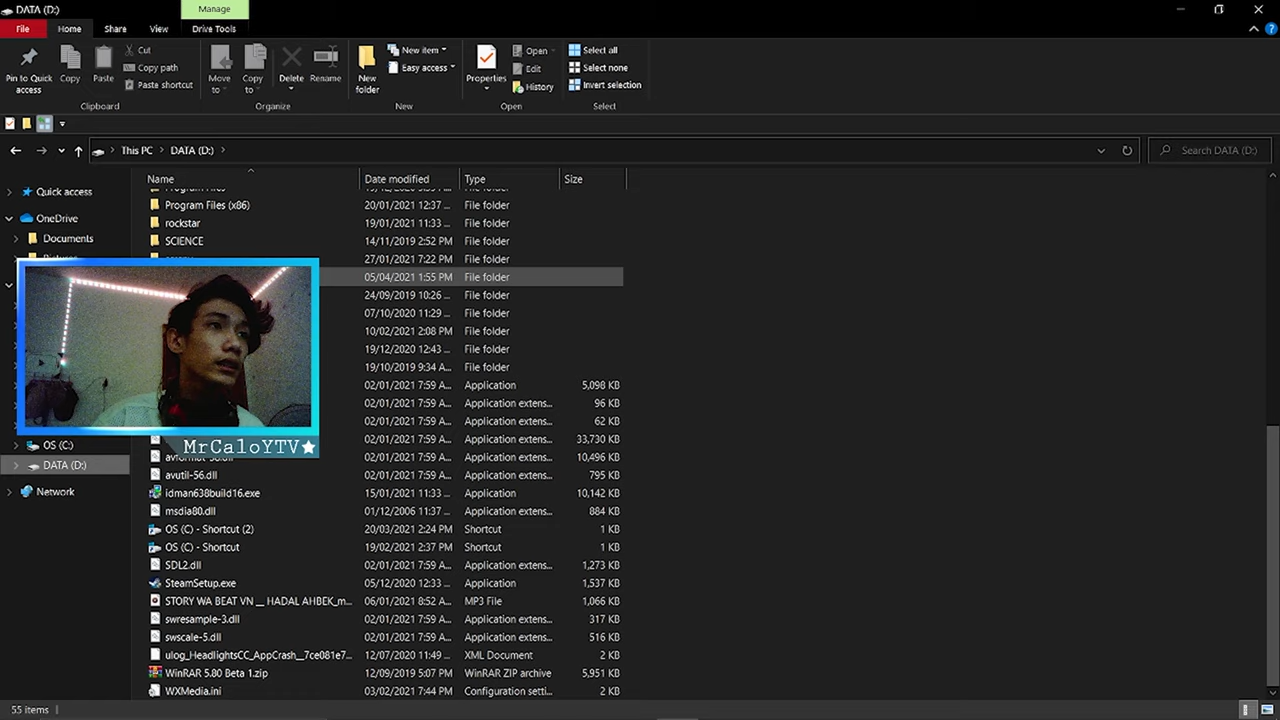 DATA (D:)
Manage
File
Home
Share
View
Drive Tools
Pin to Quick access
Copy
Paste
Cut
Copy path
Paste shortcut
Clipboard
Move to
Copy to
Delete
Rename
Organize
New folder
New item
Easy access
New
Properties
Open
Edit
History
Open
Select all
Select none
Invert selection
Select
This PC > DATA (D:) >
Search DATA (D:)
Name Date modified Type Size
Quick access
OneDrive
Documents
OS (C:)
DATA (D:)
Network
Program Files File folder
Program Files (x86) 20/01/2021 12:37 ... File folder
rockstar 19/01/2021 11:33 ... File folder
SCIENCE 14/11/2019 2:52 PM File folder
27/01/2021 7:22 PM File folder
05/04/2021 1:55 PM File folder
24/09/2019 10:26 ... File folder
07/10/2020 11:29 ... File folder
10/02/2021 2:08 PM File folder
19/12/2020 12:43 ... File folder
19/10/2019 9:34 A... File folder
02/01/2021 7:59 A... Application 5,098 KB
02/01/2021 7:59 A... Application extens... 96 KB
02/01/2021 7:59 A... Application extens... 62 KB
02/01/2021 7:59 A... Application extens... 33,730 KB
02/01/2021 7:59 A... Application extens... 10,496 KB
avutil-56.dll 02/01/2021 7:59 A... Application extens... 795 KB
idman638build16.exe 15/01/2021 11:33 ... Application 10,142 KB
msdia80.dll 01/12/2006 11:37 ... Application extens... 884 KB
OS (C) - Shortcut (2) 20/03/2021 2:24 PM Shortcut 1 KB
OS (C) - Shortcut 19/02/2021 2:37 PM Shortcut 1 KB
SDL2.dll 02/01/2021 7:59 A... Application extens... 1,273 KB
SteamSetup.exe 05/12/2020 12:33 ... Application 1,537 KB
STORY WA BEAT VN __ HADAL AHBEK_m... 06/01/2021 8:52 A... MP3 File 1,066 KB
swresample-3.dll 02/01/2021 7:59 A... Application extens... 317 KB
swscale-5.dll 02/01/2021 7:59 A... Application extens... 516 KB
ulog_HeadlightsCC_AppCrash__7ce081e7... 12/07/2020 11:49 ... XML Document 2 KB
WinRAR 5.80 Beta 1.zip 12/09/2019 5:07 PM WinRAR ZIP archive 5,951 KB
WXMedia.ini 03/02/2021 7:44 PM Configuration setti... 2 KB
MrCaloYTV
55 items